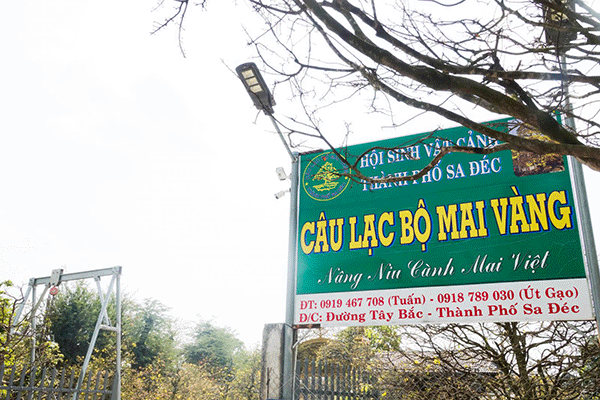 HỘI SINH VẬT CẢNH
THÀNH PHỐ SA ĐÉC
CÂU LẠC BỘ MAI VÀNG
Nâng Niu Cành Mai Việt
ĐT: 0919 467 708 (Tuấn) - 0918 789 030 (Út Gạo)
Đ/C: Đường Tây Bắc - Thành Phố Sa Đéc